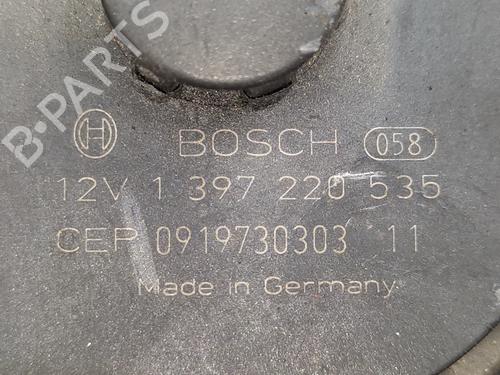 B-PARTS
BOSCH 058
12V 1 397 220 535
CEP 0919730303 11
Made in Germany